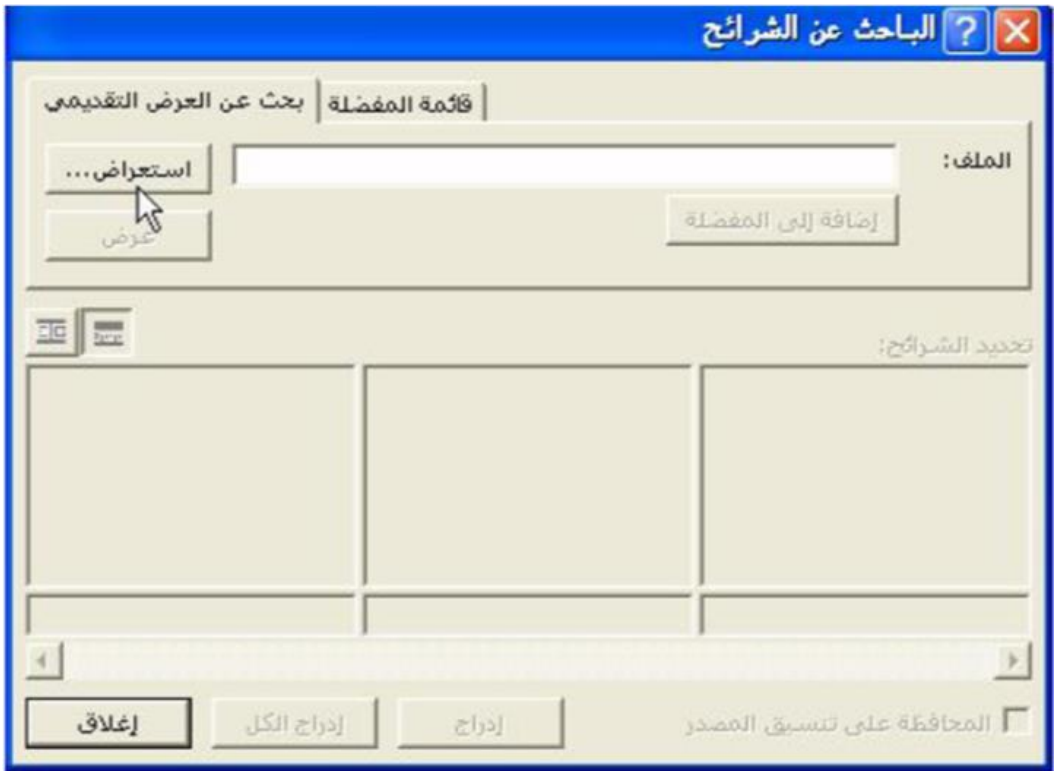 الباحث عن الشرائح
بحث عن العرض التقديمي
قائمة المفضلة
الملف:
استعراض...
إضافة إلى المفضلة
عرض
تحديد الشرائح:
المحافظة على تنسيق المصدر
إدراج
إدراج الكل
إغلاق